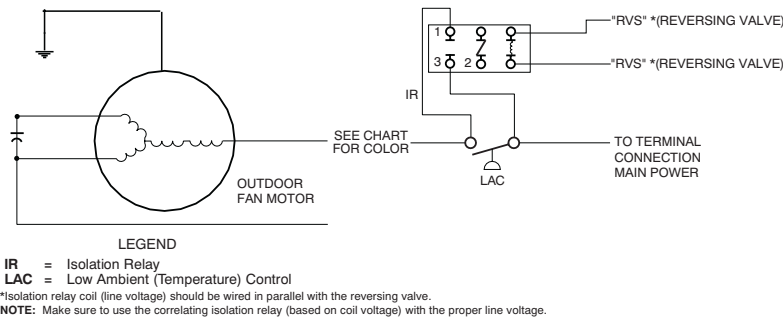 "RVS" *(REVERSING VALVE)
1
3 2
"RVS" *(REVERSING VALVE)
IR
SEE CHART
FOR COLOR
TO TERMINAL
CONNECTION
MAIN POWER
LAC
OUTDOOR
FAN MOTOR
LEGEND
IR = Isolation Relay
LAC = Low Ambient (Temperature) Control
*Isolation relay coil (line voltage) should be wired in parallel with the reversing valve.
NOTE: Make sure to use the correlating isolation relay (based on coil voltage) with the proper line voltage.